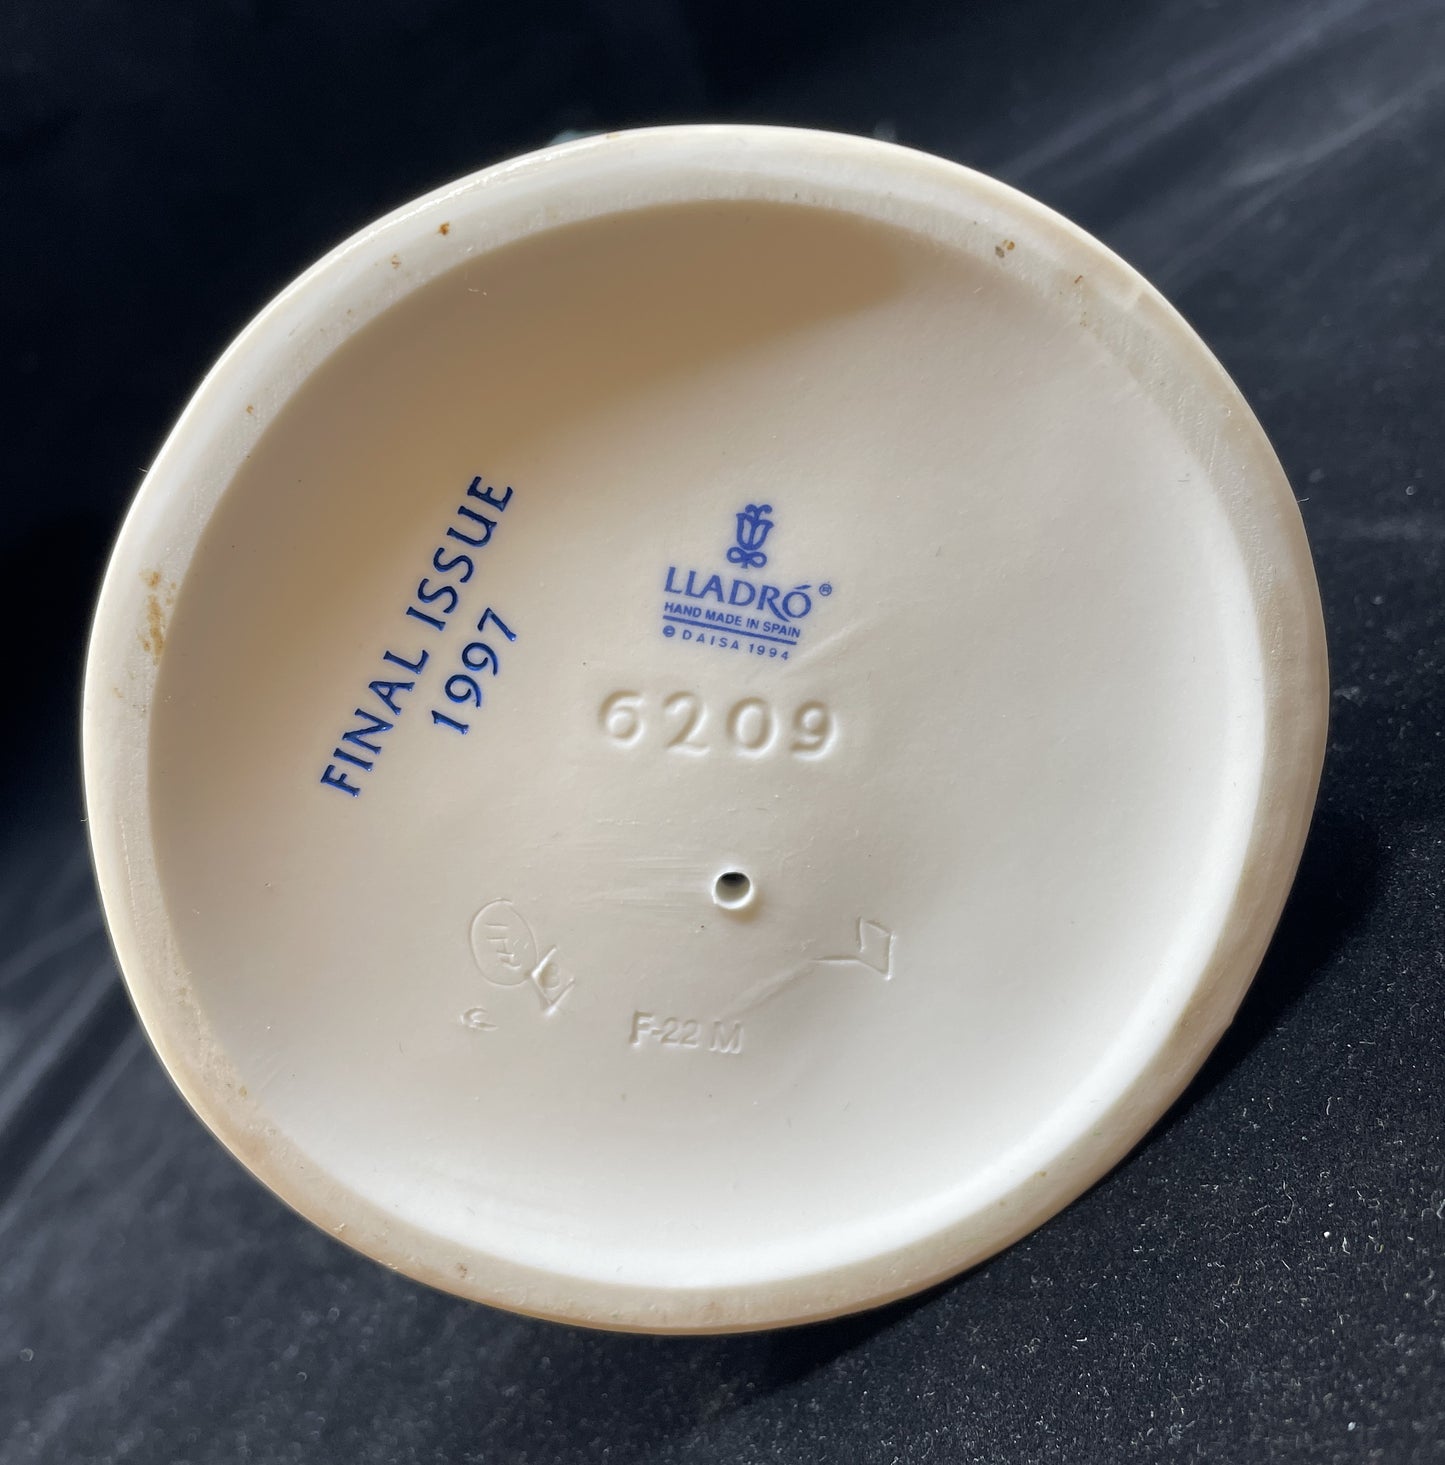 FINAL ISSUE
1997
LLADRÓ®
HAND MADE IN SPAIN
© DAISA 1994
6209
F-22 M